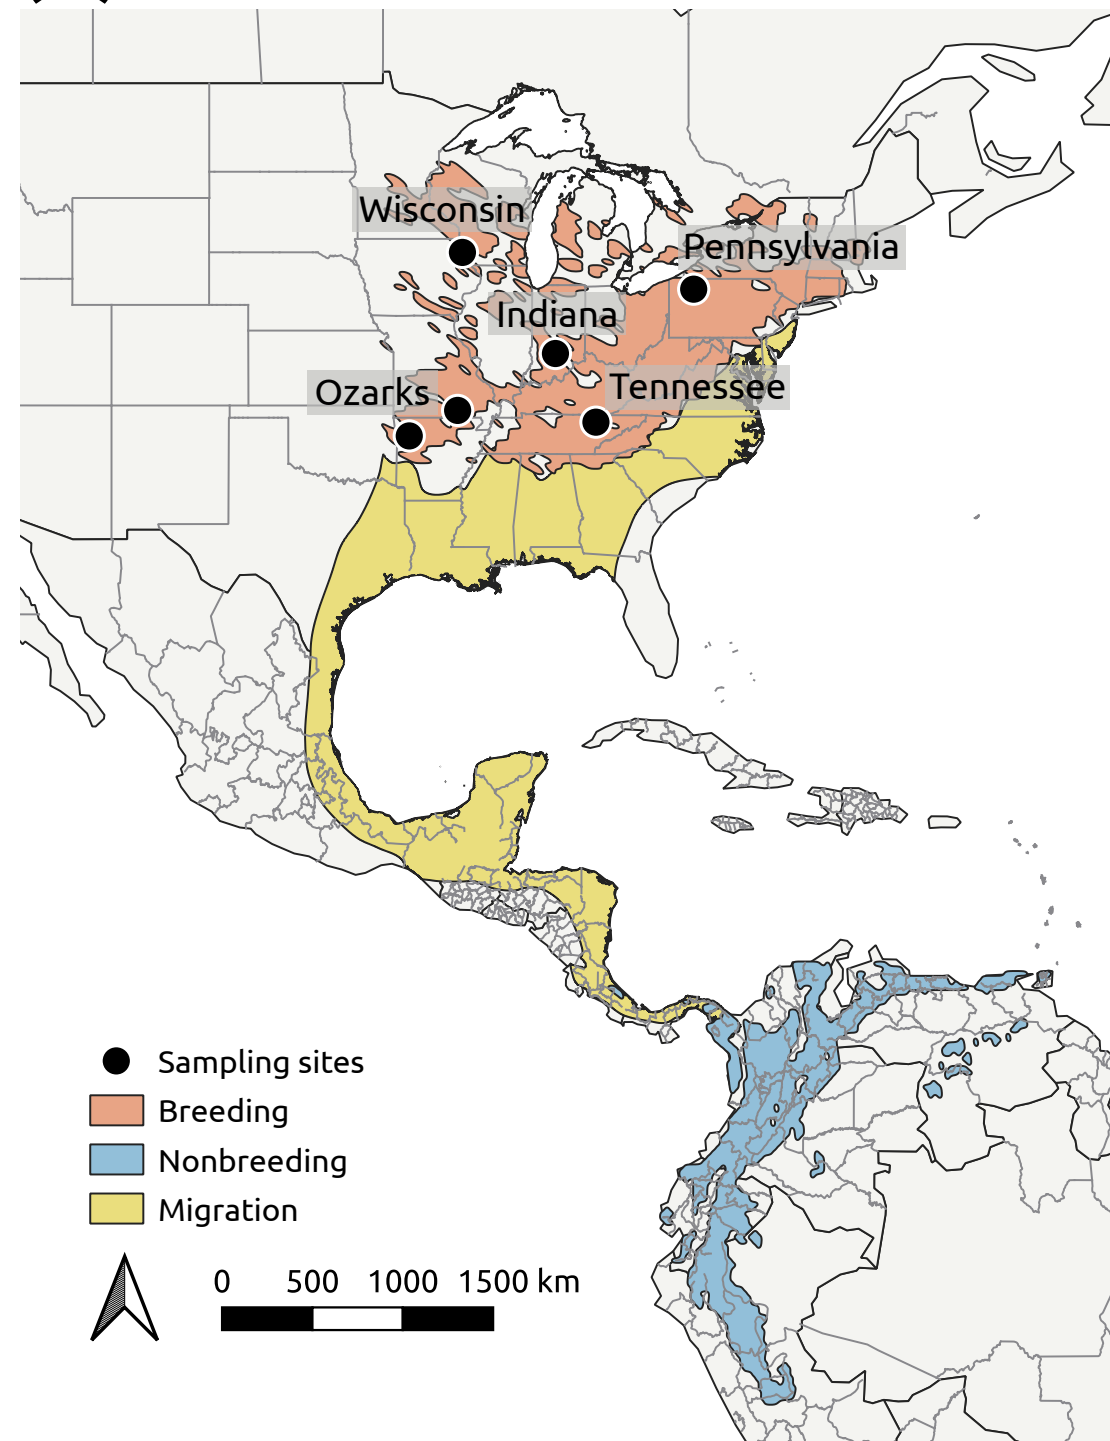 Wisconsin
Pennsylvania
Indiana
Ozarks
Tennessee
Sampling sites
Breeding
Nonbreeding
Migration
0 500 1000 1500 km